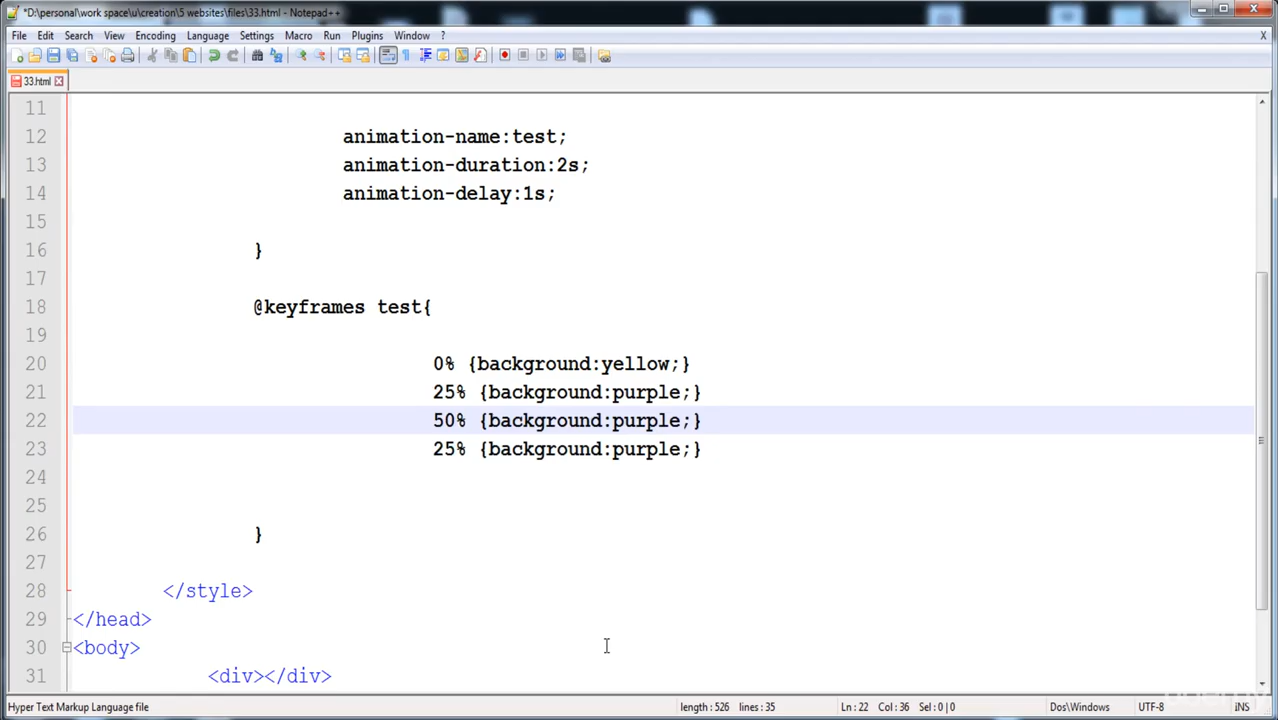 *D:\personal\work space\u\creation\5 websites\files\33.html - Notepad++
File Edit Search View Encoding Language Settings Macro Run Plugins Window ? X
33.html
11
12 animation-name:test;
13 animation-duration:2s;
14 animation-delay:1s;
15
16 }
17
18 @keyframes test{
19
20 0% {background:yellow;}
21 25% {background:purple;}
22 50% {background:purple;}
23 25% {background:purple;}
24
25
26 }
27
28 </style>
29 </head>
30 <body>
31 <div></div>
Hyper Text Markup Language file length : 526 lines : 35 Ln : 22 Col : 36 Sel : 0 | 0 Dos\Windows UTF-8 INS